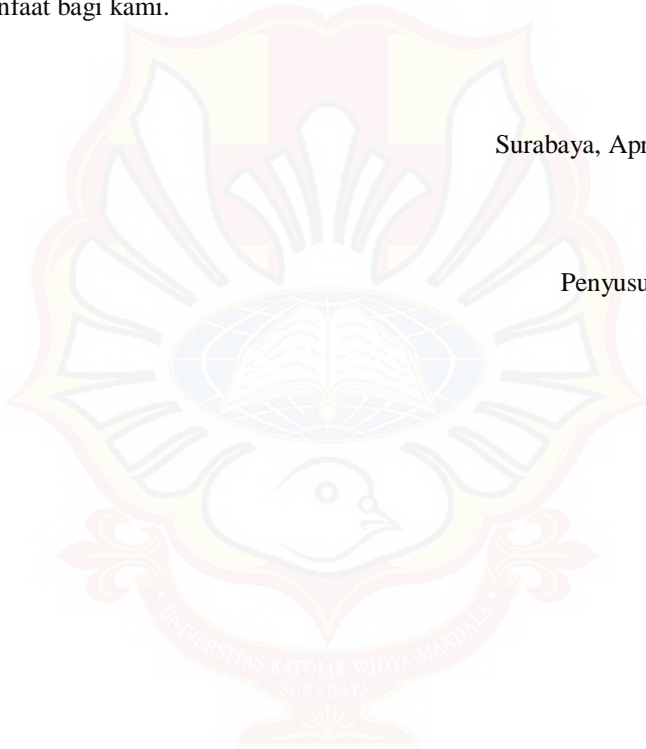 nfaat bagi kami.
Surabaya, Apr
Penyusu
UNIVERSITAS KATOLIK WIDYA MANDALA
SURABAYA